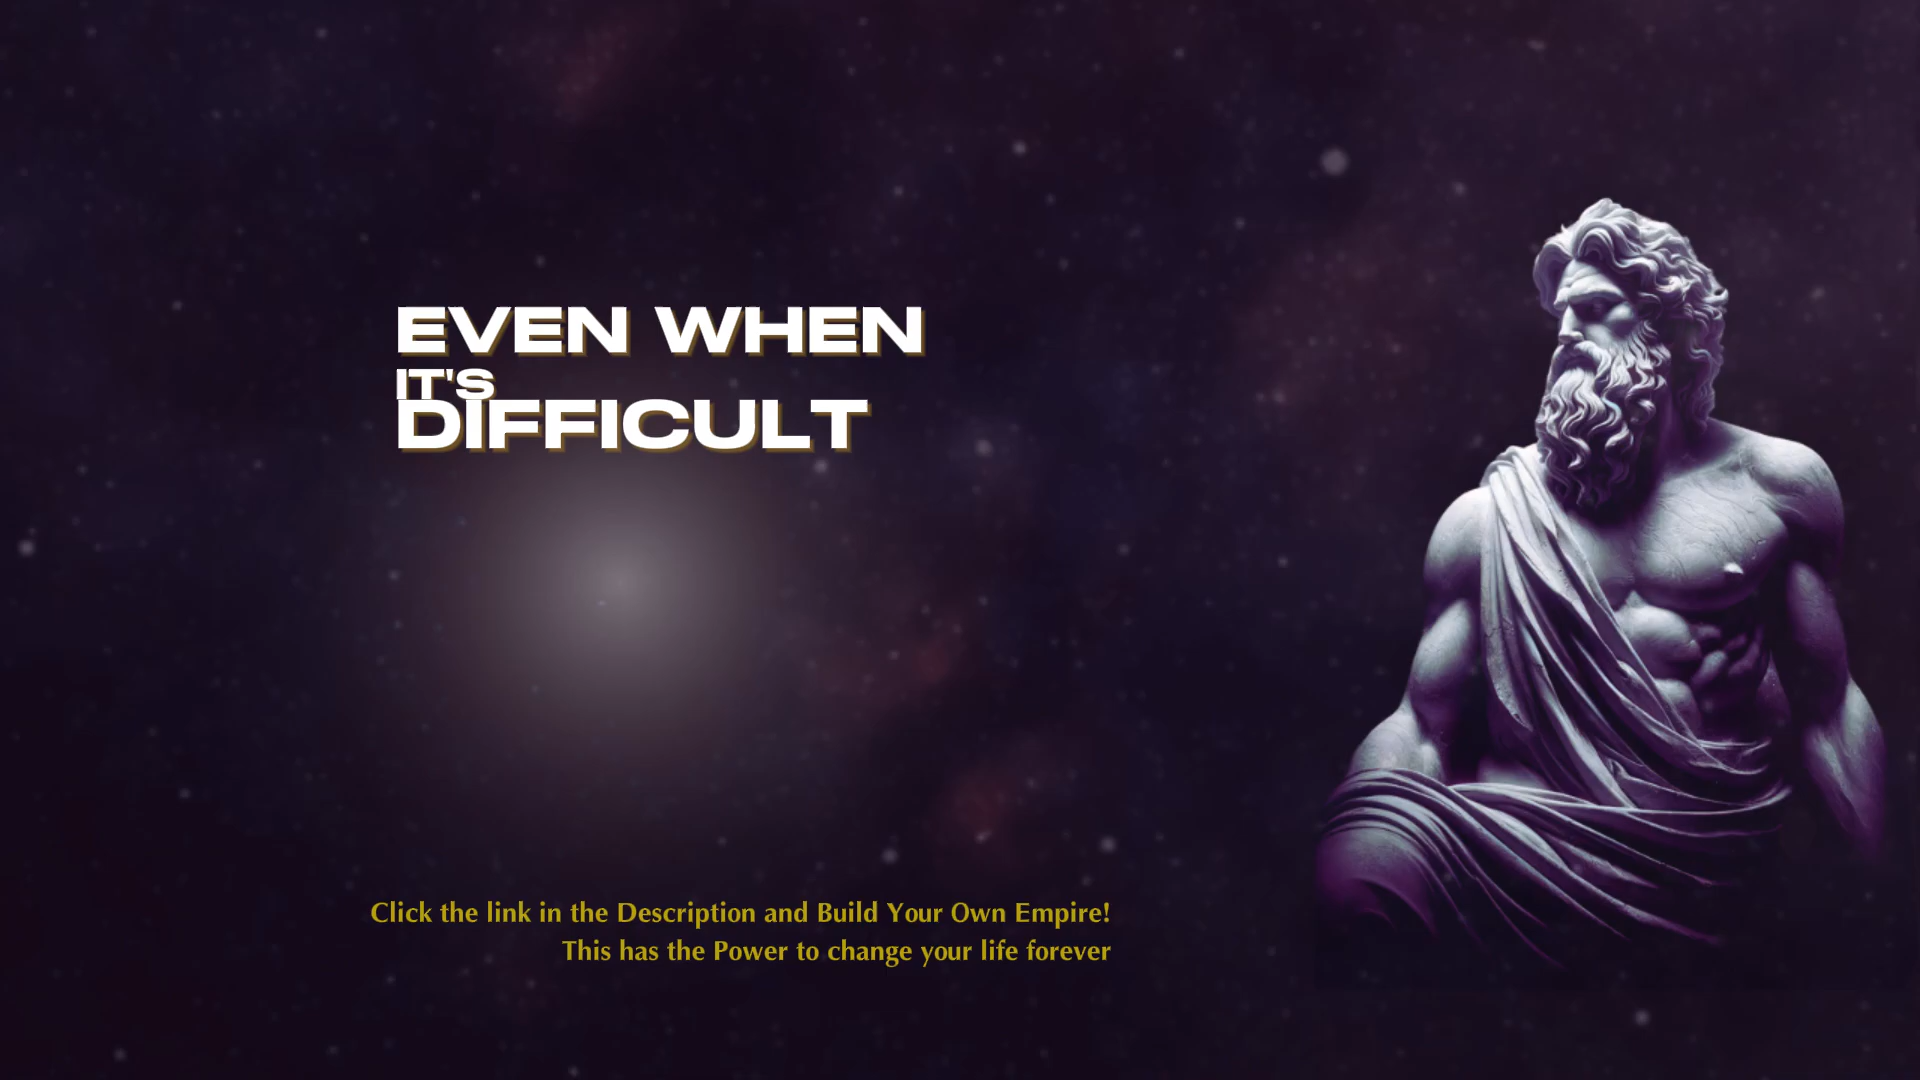 EVEN WHEN
IT'S
DIFFICULT
Click the link in the Description and Build Your Own Empire!
This has the Power to change your life forever